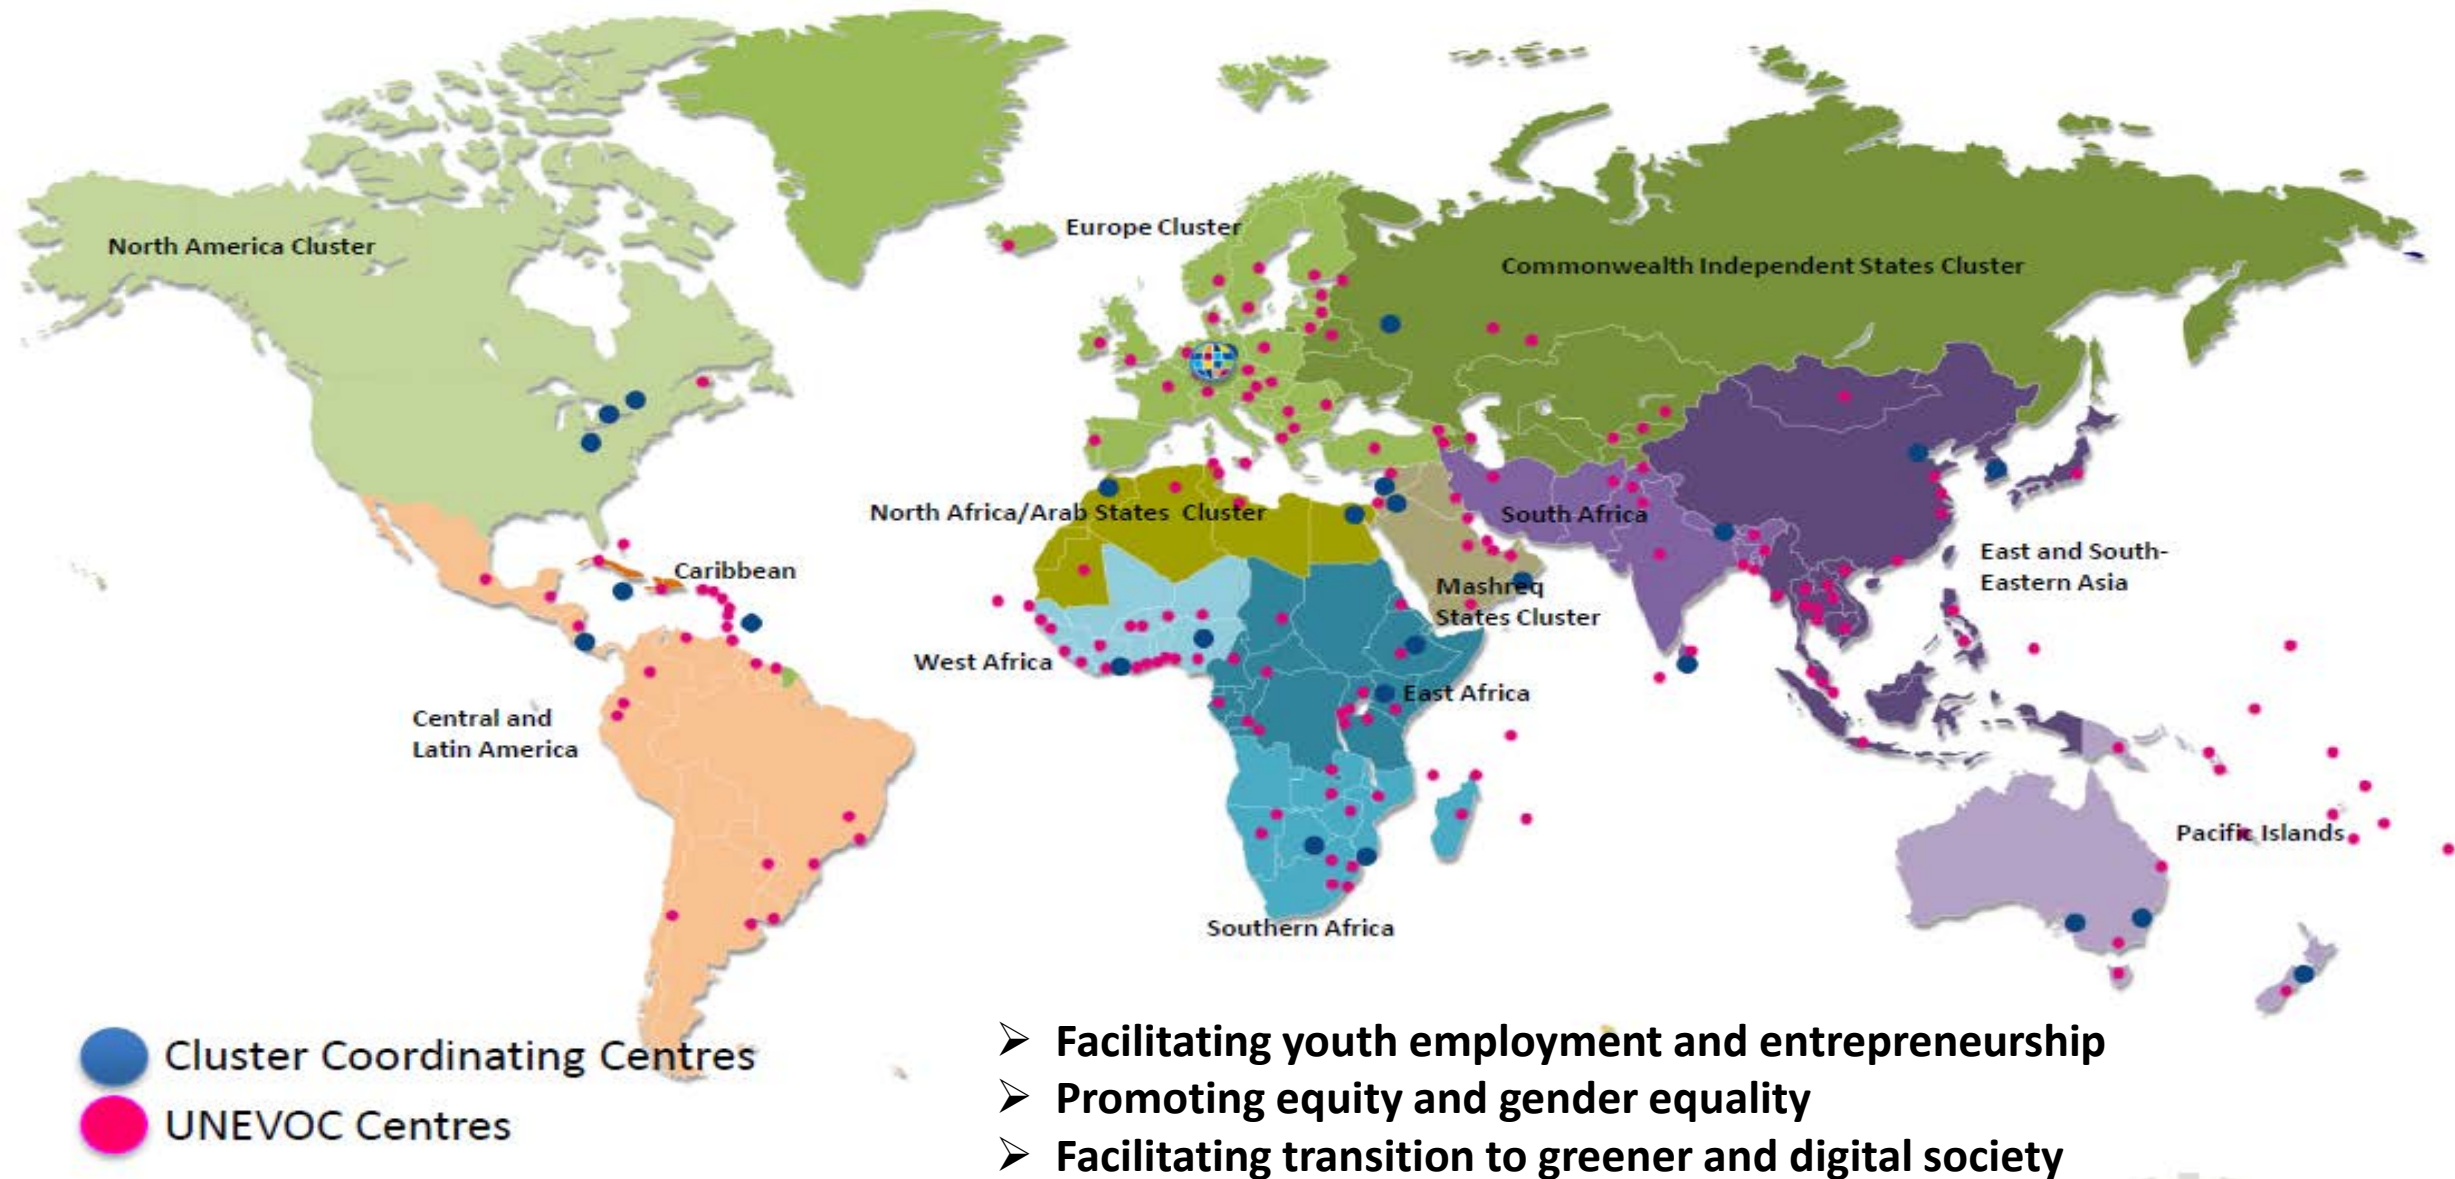 North America Cluster
Europe Cluster
Commonwealth Independent States Cluster
North Africa/Arab States Cluster
South Africa
Caribbean
East and South-
Eastern Asia
Mashreq
States Cluster
West Africa
East Africa
Central and
Latin America
Pacific Islands
Southern Africa
Cluster Coordinating Centres
UNEVOC Centres
➢ Facilitating youth employment and entrepreneurship
➢ Promoting equity and gender equality
➢ Facilitating transition to greener and digital society